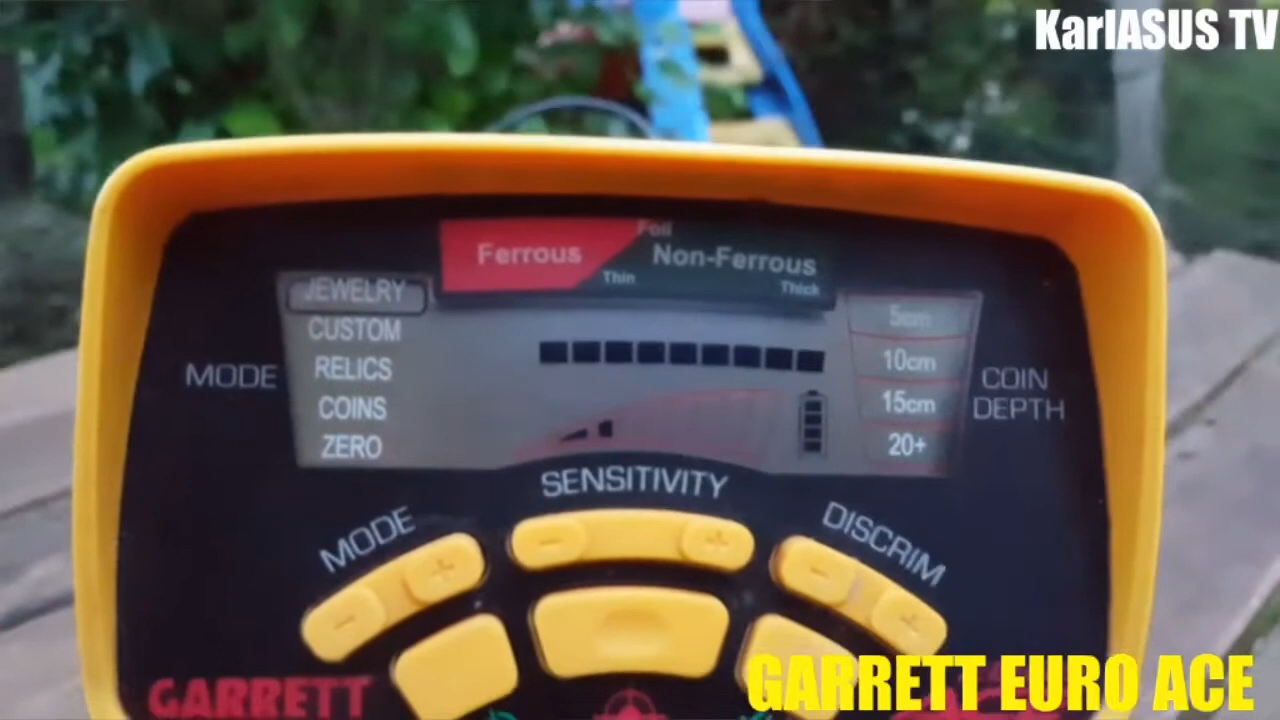 KarlASUS TV
Foil
Ferrous
Non-Ferrous
Thin
Thick
JEWELRY
CUSTOM
RELICS
COINS
ZERO
MODE
5cm
10cm
15cm
20+
COIN
DEPTH
SENSITIVITY
MODE
DISCRIM
- +
- +
- +
GARRETT
GARRETT EURO ACE